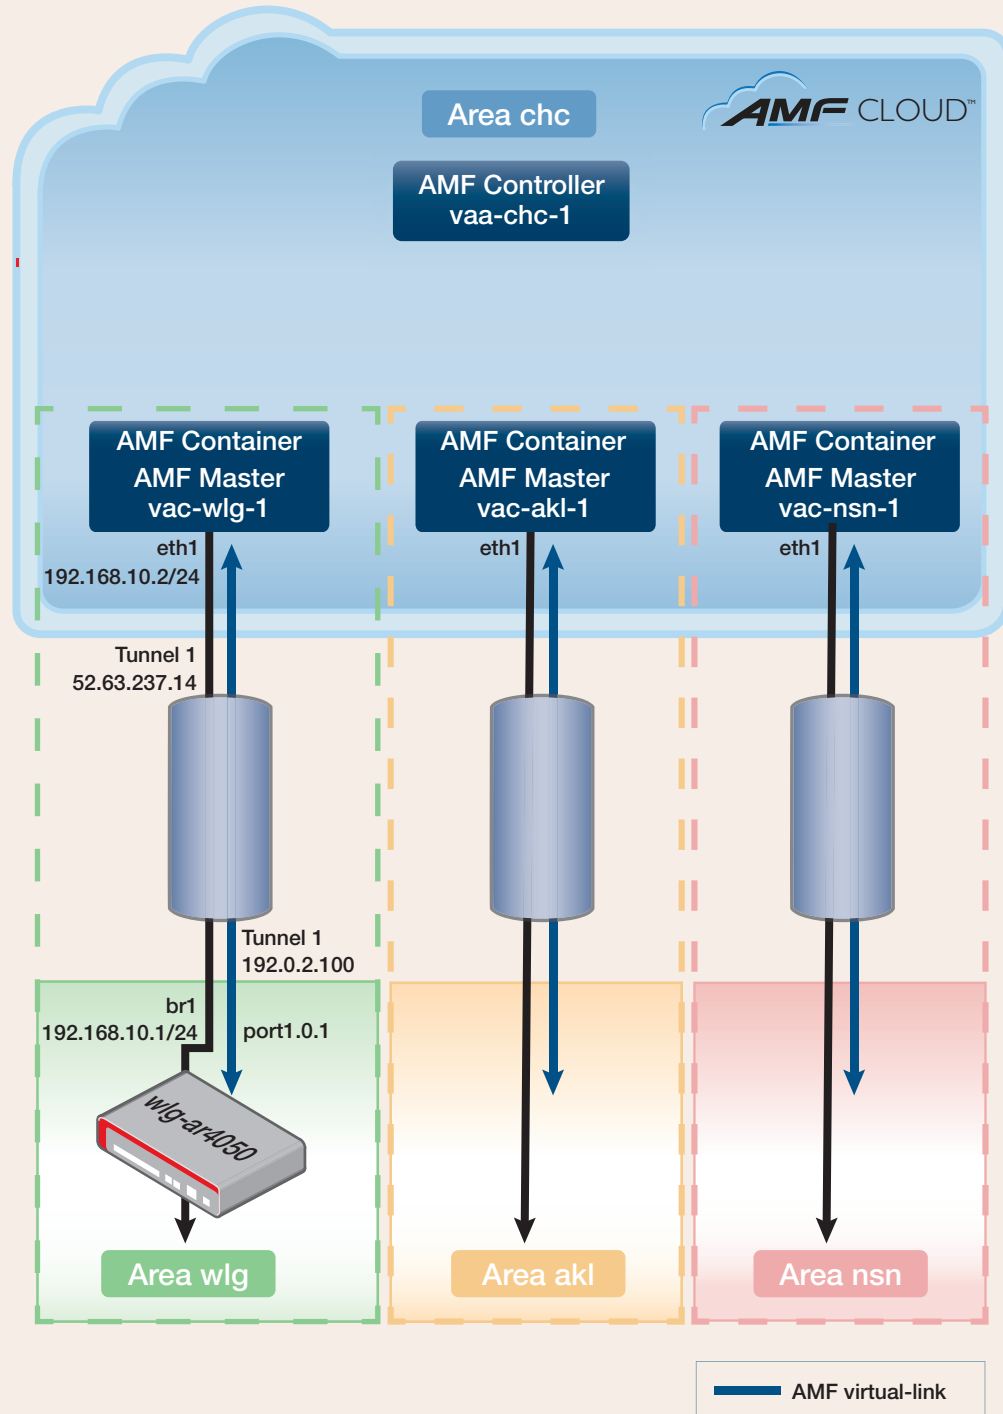 Area chc
AMF CLOUD™
AMF Controller
vaa-chc-1
AMF Container
AMF Master
vac-wlg-1
AMF Container
AMF Master
vac-akl-1
AMF Container
AMF Master
vac-nsn-1
eth1
192.168.10.2/24
eth1
eth1
Tunnel 1
52.63.237.14
Tunnel 1
192.0.2.100
br1
192.168.10.1/24
port1.0.1
wlg-ar4050
Area wlg
Area akl
Area nsn
AMF virtual-link